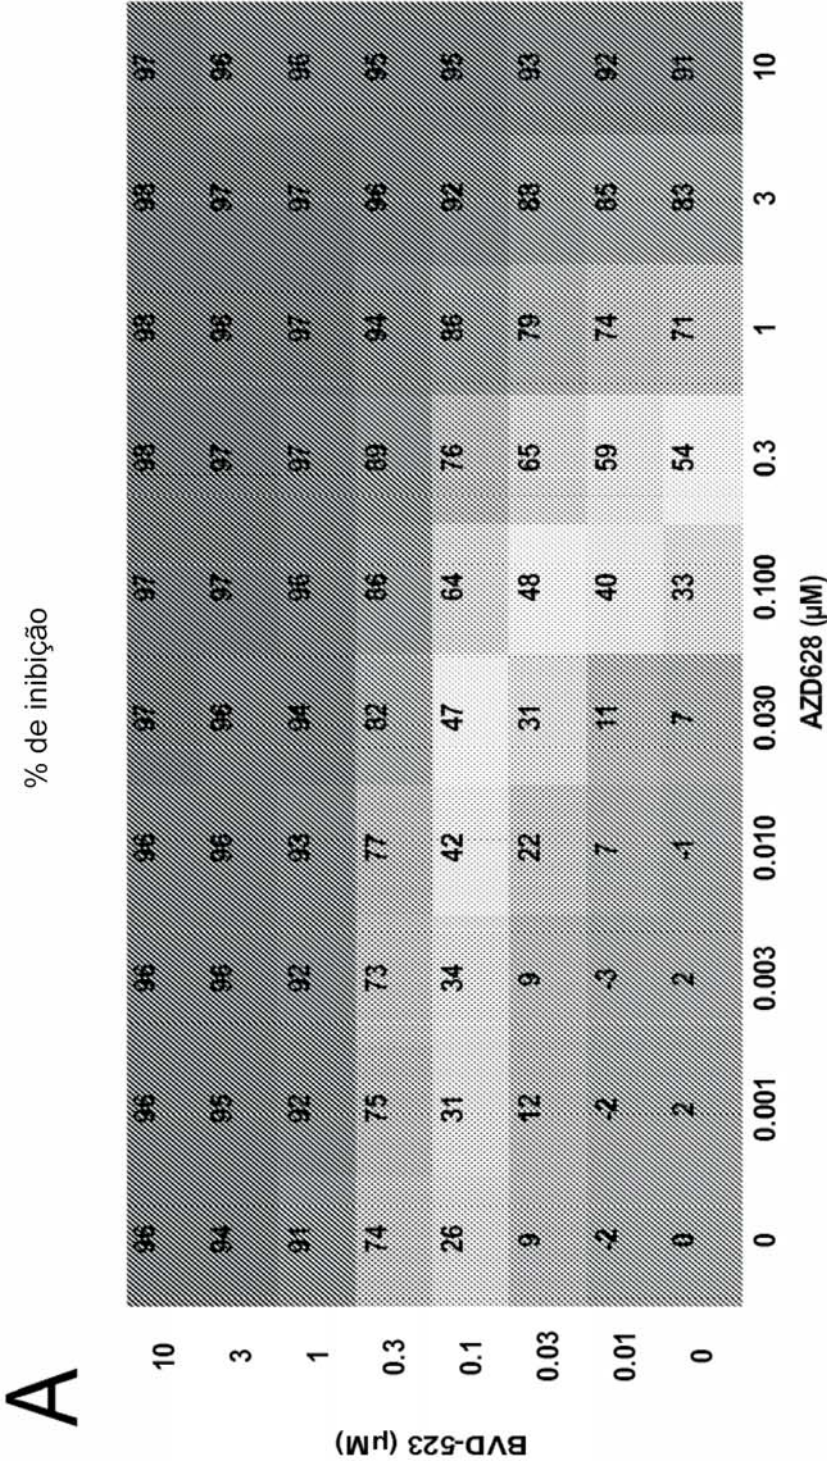 A
% de inibição
BVD-523 (µM)
10 96 96 96 96 97 97 98 98 98 97
3 94 95 96 96 96 97 97 98 97 96
1 91 92 92 93 94 96 97 97 97 96
0.3 74 75 73 77 82 86 89 94 96 95
0.1 26 31 34 42 47 64 76 86 92 95
0.03 9 12 9 22 31 48 65 79 88 93
0.01 -2 -2 -3 7 11 40 59 74 85 92
0 0 2 2 -1 7 33 54 71 83 91
0 0.001 0.003 0.010 0.030 0.100 0.3 1 3 10
AZD628 (µM)